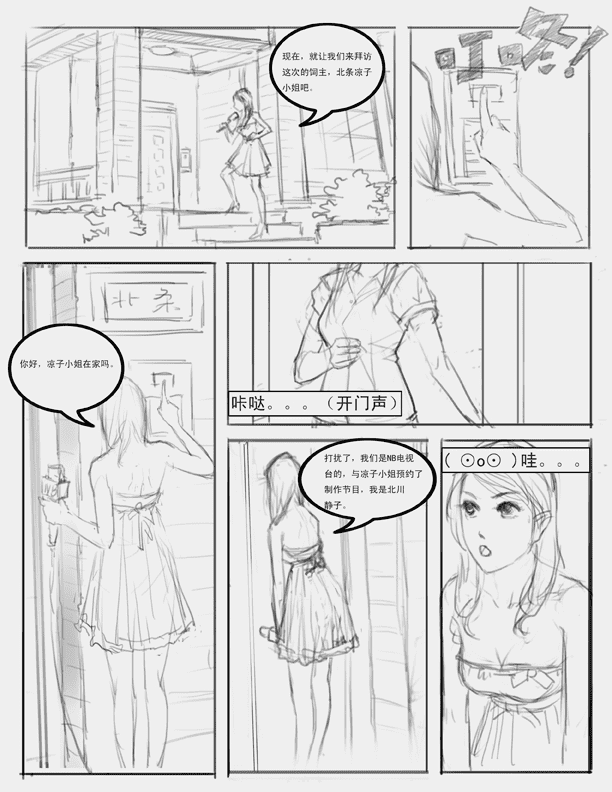 现在，就让我们来拜访
这次的饲主，北条凉子
小姐吧．
叮咚！
北条
你好，凉子小姐在家吗．
咔哒。。。（开门声）
打扰了，我们是NB电视
台的，与凉子小姐预约了
制作节目，我是北川
静子．
( ⊙o⊙ )哇。。。